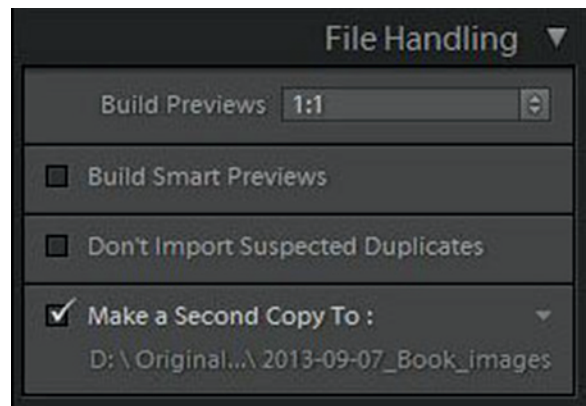 File Handling
Build Previews 1:1
Build Smart Previews
Don't Import Suspected Duplicates
Make a Second Copy To :
D: \ Original...\ 2013-09-07_Book_images